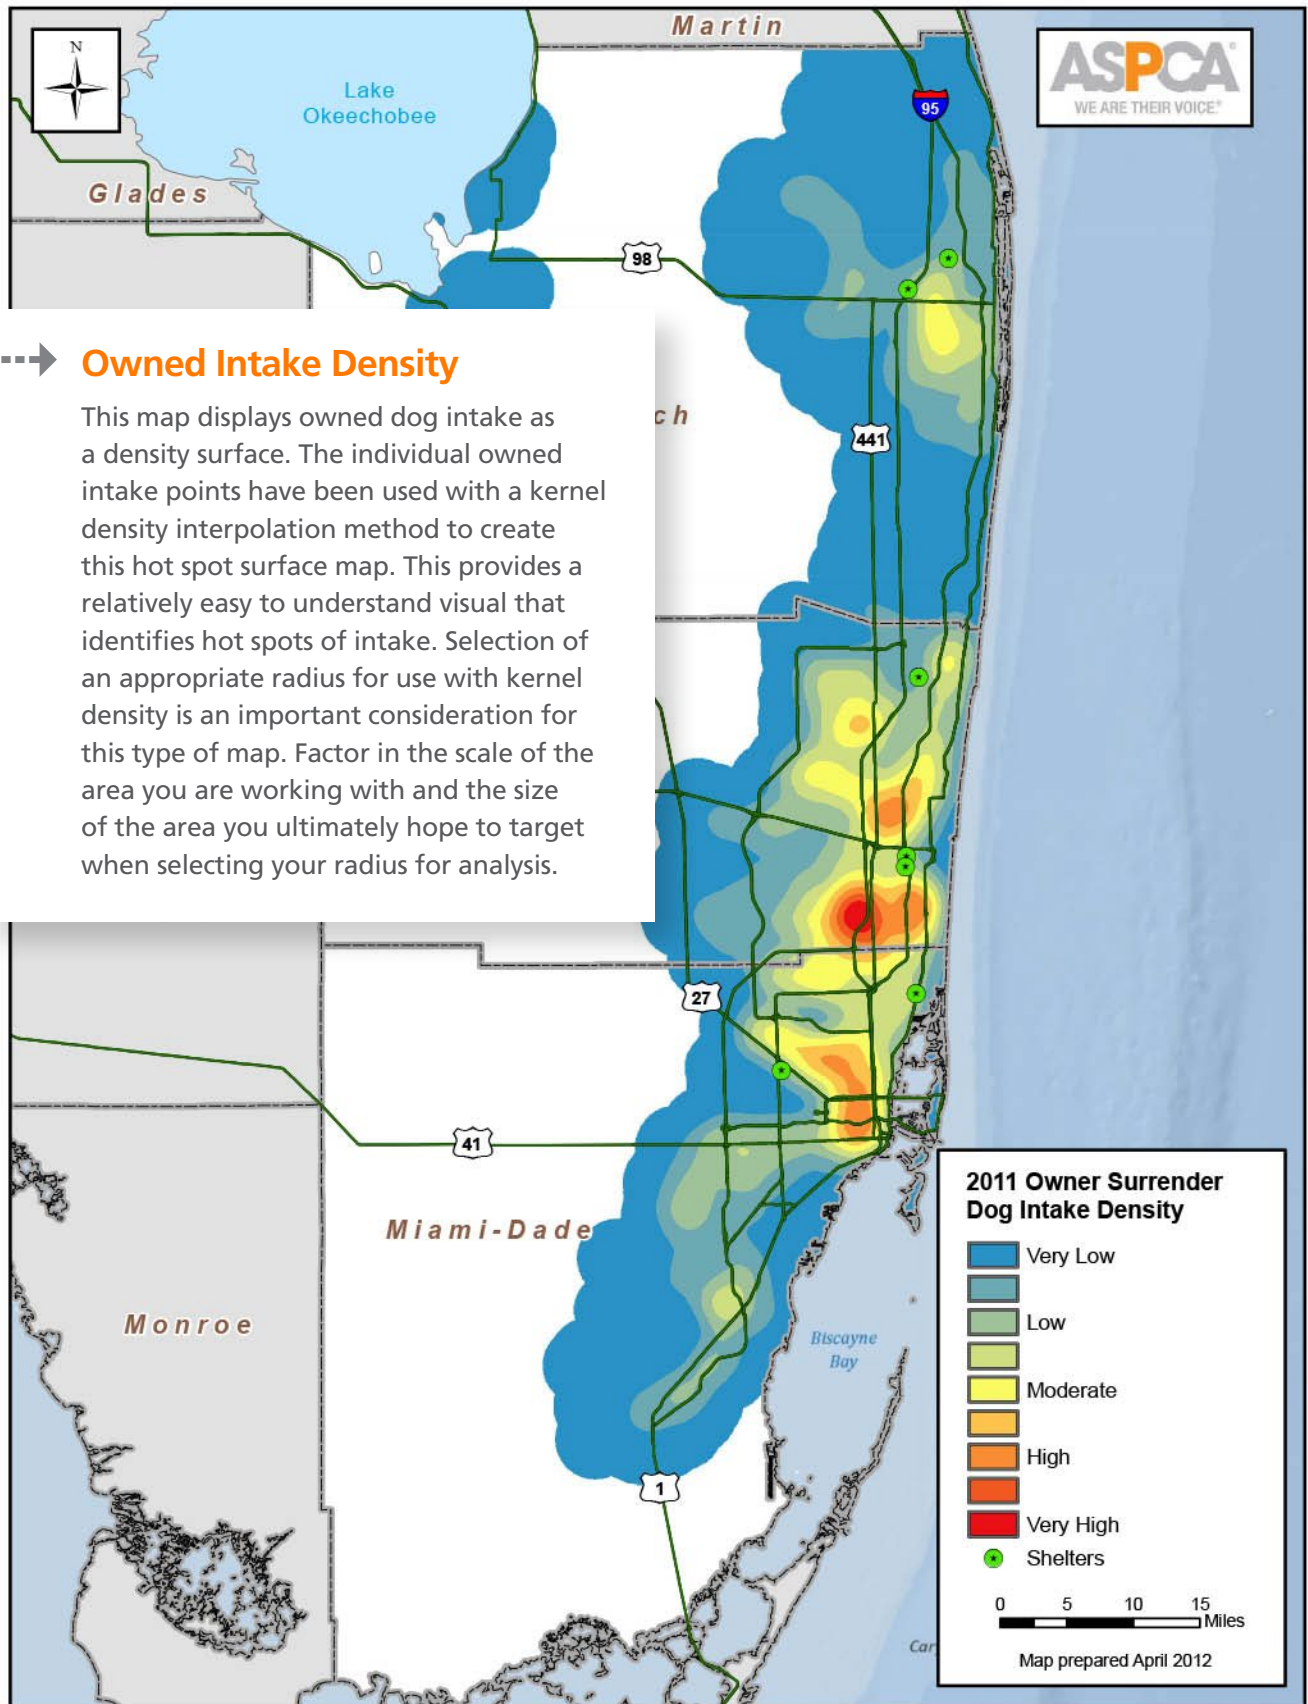 Martin
N
ASPCA®
WE ARE THEIR VOICE®
95
Lake
Okeechobee
Glades
98
Owned Intake Density
This map displays owned dog intake as
a density surface. The individual owned
intake points have been used with a kernel
density interpolation method to create
this hot spot surface map. This provides a
relatively easy to understand visual that
identifies hot spots of intake. Selection of
an appropriate radius for use with kernel
density is an important consideration for
this type of map. Factor in the scale of the
area you are working with and the size
of the area you ultimately hope to target
when selecting your radius for analysis.
ch
441
27
41
Miami-Dade
Monroe
Biscayne
Bay
1
Car
2011 Owner Surrender
Dog Intake Density
Very Low
Low
Moderate
High
Very High
Shelters
0 5 10 15
Miles
Map prepared April 2012